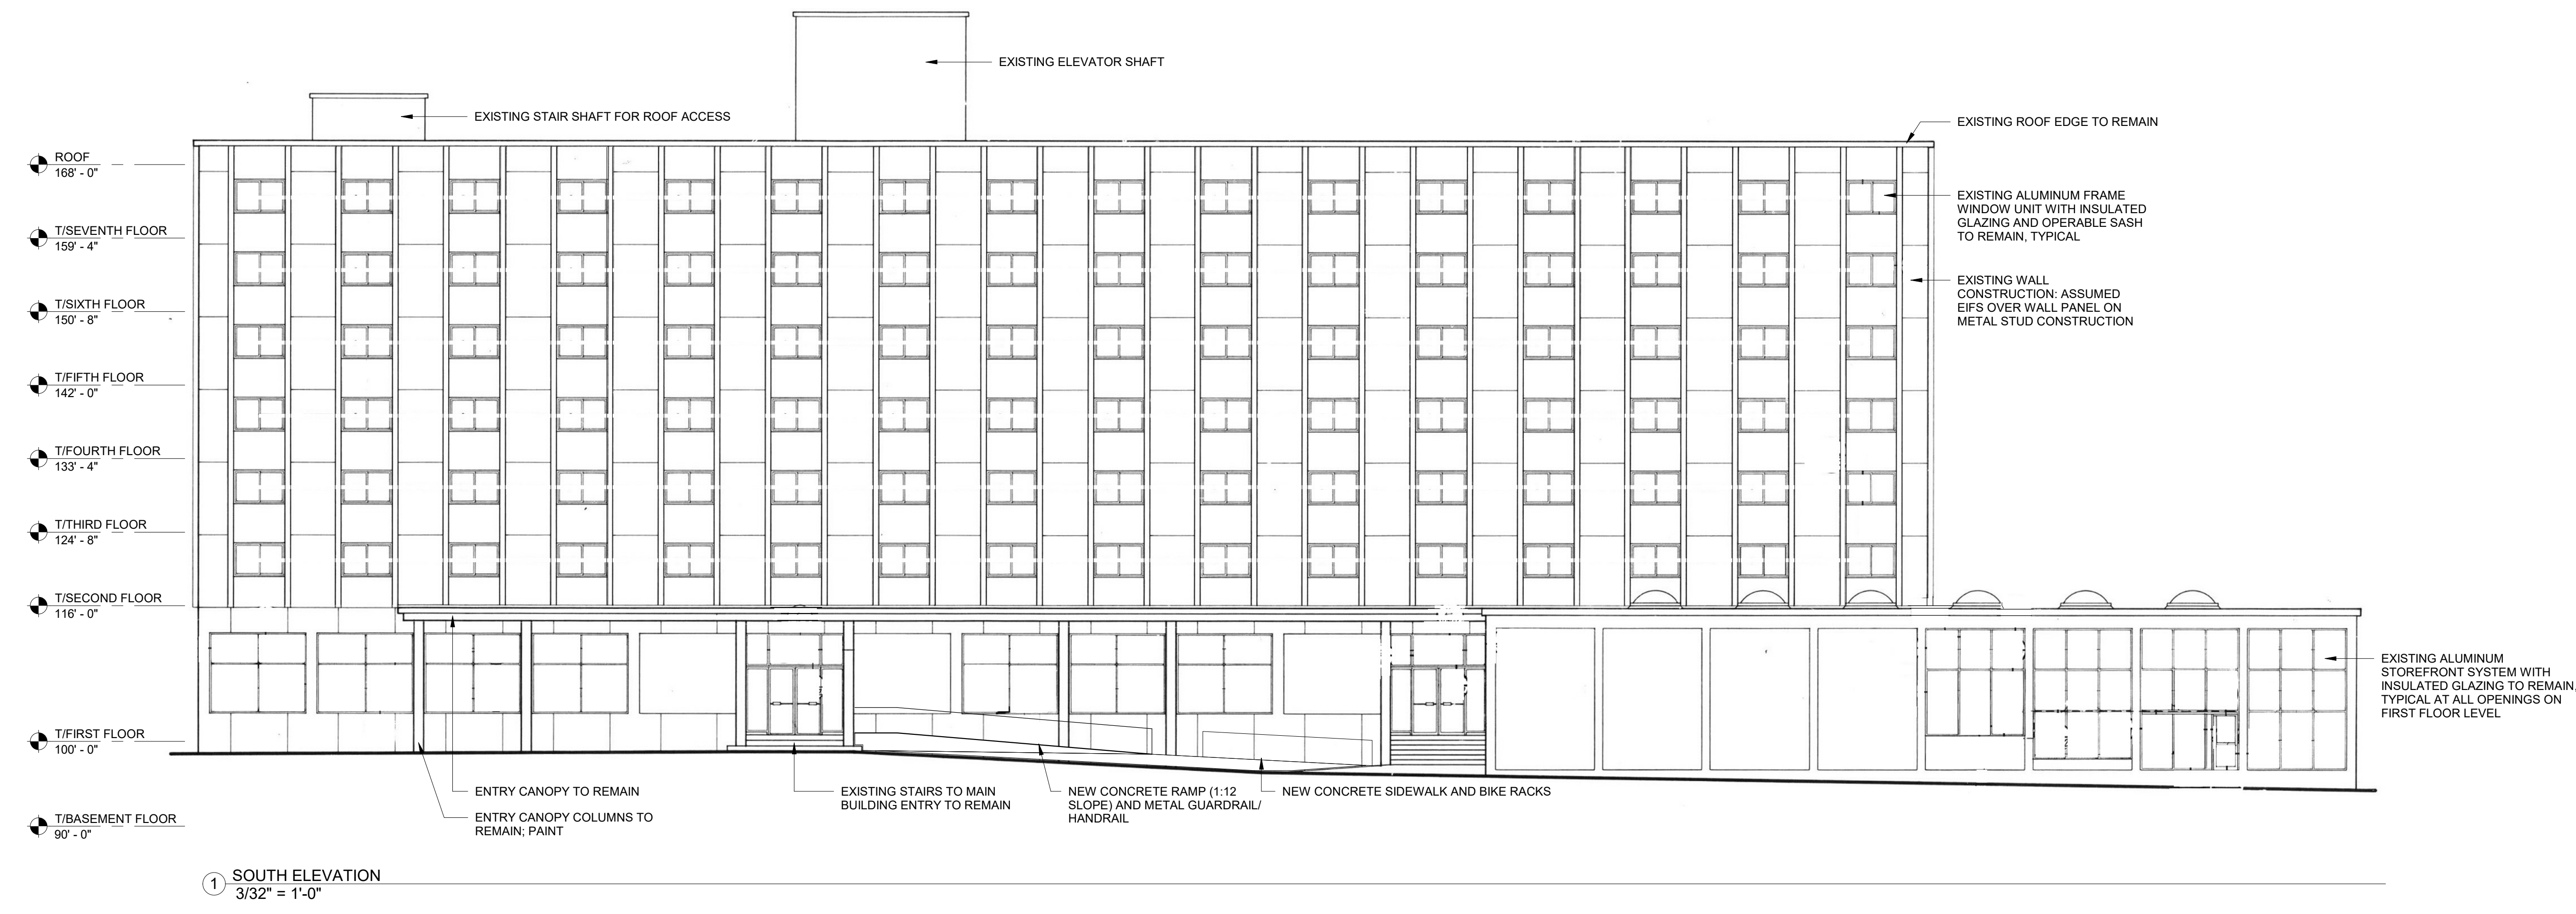 EXISTING ELEVATOR SHAFT
EXISTING STAIR SHAFT FOR ROOF ACCESS
EXISTING ROOF EDGE TO REMAIN
ROOF
168' - 0"
EXISTING ALUMINUM FRAME
WINDOW UNIT WITH INSULATED
GLAZING AND OPERABLE SASH
TO REMAIN, TYPICAL
T/SEVENTH FLOOR
159' - 4"
EXISTING WALL
CONSTRUCTION: ASSUMED
EIFS OVER WALL PANEL ON
METAL STUD CONSTRUCTION
T/SIXTH FLOOR
150' - 8"
T/FIFTH FLOOR
142' - 0"
T/FOURTH FLOOR
133' - 4"
T/THIRD FLOOR
124' - 8"
T/SECOND FLOOR
116' - 0"
EXISTING ALUMINUM
STOREFRONT SYSTEM WITH
INSULATED GLAZING TO REMAIN,
TYPICAL AT ALL OPENINGS ON
FIRST FLOOR LEVEL
T/FIRST FLOOR
100' - 0"
ENTRY CANOPY TO REMAIN
ENTRY CANOPY COLUMNS TO
REMAIN; PAINT
EXISTING STAIRS TO MAIN
BUILDING ENTRY TO REMAIN
NEW CONCRETE RAMP (1:12
SLOPE) AND METAL GUARDRAIL/
HANDRAIL
NEW CONCRETE SIDEWALK AND BIKE RACKS
T/BASEMENT FLOOR
90' - 0"
1 SOUTH ELEVATION
3/32" = 1'-0"